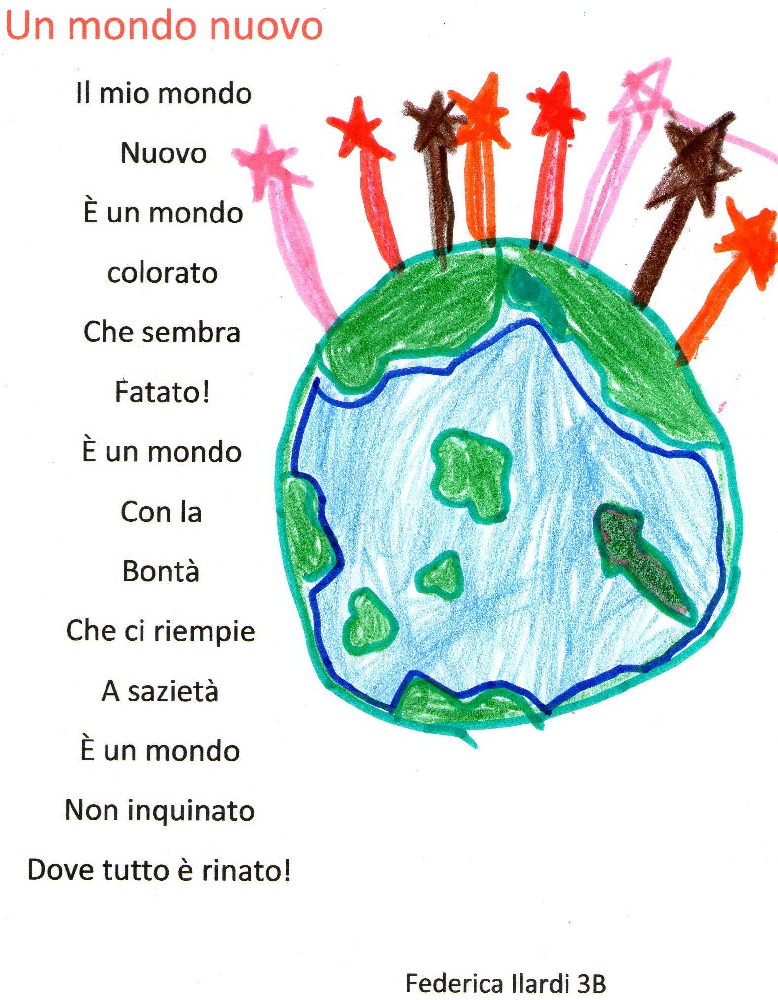 Un mondo nuovo
Il mio mondo
Nuovo
È un mondo
colorato
Che sembra
Fatato!
È un mondo
Con la
Bontà
Che ci riempie
A sazietà
È un mondo
Non inquinato
Dove tutto è rinato!
Federica Ilardi 3B